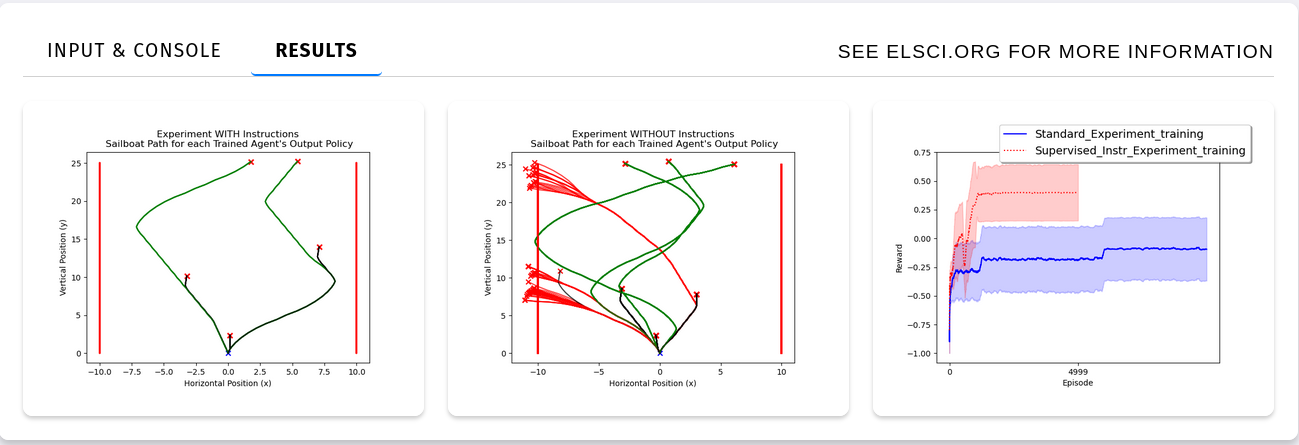 INPUT & CONSOLE
RESULTS
SEE ELSCI.ORG FOR MORE INFORMATION
Experiment WITH Instructions
Sailboat Path for each Trained Agent's Output Policy
25
20
15
10
5
0
Vertical Position (y)
−10.0 −7.5 −5.0 −2.5 0.0 2.5 5.0 7.5 10.0
Horizontal Position (x)
Experiment WITHOUT Instructions
Sailboat Path for each Trained Agent's Output Policy
25
20
15
10
5
0
Vertical Position (y)
−10 −5 0 5 10
Horizontal Position (x)
Standard_Experiment_training
Supervised_Instr_Experiment_training
0.75
0.50
0.25
0.00
−0.25
−0.50
−0.75
−1.00
Reward
0 4999
Episode